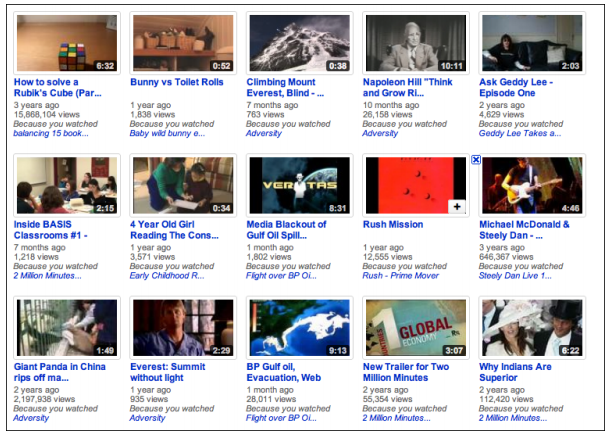 6:32
0:52
0:38
10:11
2:03
How to solve a
Rubik's Cube (Par...
3 years ago
15,868,104 views
Because you watched
balancing 15 book...
Bunny vs Toilet Rolls
1 year ago
1,838 views
Because you watched
Baby wild bunny e...
Climbing Mount
Everest, Blind - ...
7 months ago
763 views
Because you watched
Adversity
Napoleon Hill "Think
and Grow Ri...
10 months ago
26,158 views
Because you watched
Adversity
Ask Geddy Lee -
Episode One
2 years ago
4,629 views
Because you watched
Geddy Lee Takes a...
2:15
0:34
VERITAS
8:31
+
4:46
Inside BASIS
Classrooms #1 -
7 months ago
1,218 views
Because you watched
2 Million Minutes...
4 Year Old Girl
Reading The Cons...
1 year ago
3,571 views
Because you watched
Early Childhood R...
Media Blackout of
Gulf Oil Spill...
1 month ago
1,802 views
Because you watched
Flight over BP Oi...
Rush Mission
1 year ago
12,555 views
Because you watched
Rush - Prime Mover
Michael McDonald &
Steely Dan - ...
3 years ago
646,367 views
Because you watched
Steely Dan Live 1...
1:49
2:29
9:13
1 GLOBAL
ECONOMY
3:07
6:22
Giant Panda in China
rips off ma...
2 years ago
2,197,938 views
Because you watched
Adversity
Everest: Summit
without light
1 year ago
935 views
Because you watched
Adversity
BP Gulf oil,
Evacuation, Web
1 month ago
28,011 views
Because you watched
Flight over BP Oi...
New Trailer for Two
Million Minutes
2 years ago
55,354 views
Because you watched
2 Million Minutes...
Why Indians Are
Superior
2 years ago
112,420 views
Because you watched
2 Million Minutes...